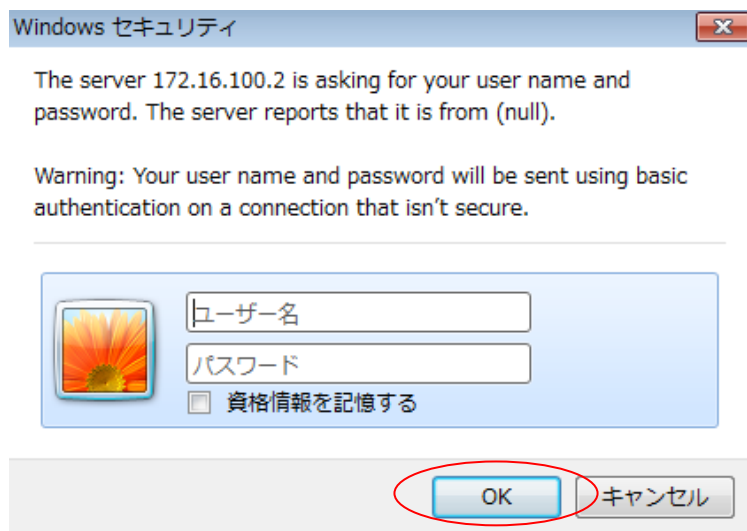 Windows セキュリティ
The server 172.16.100.2 is asking for your user name and
password. The server reports that it is from (null).
Warning: Your user name and password will be sent using basic
authentication on a connection that isn't secure.
ユーザー名
パスワード
資格情報を記憶する
OK
キャンセル